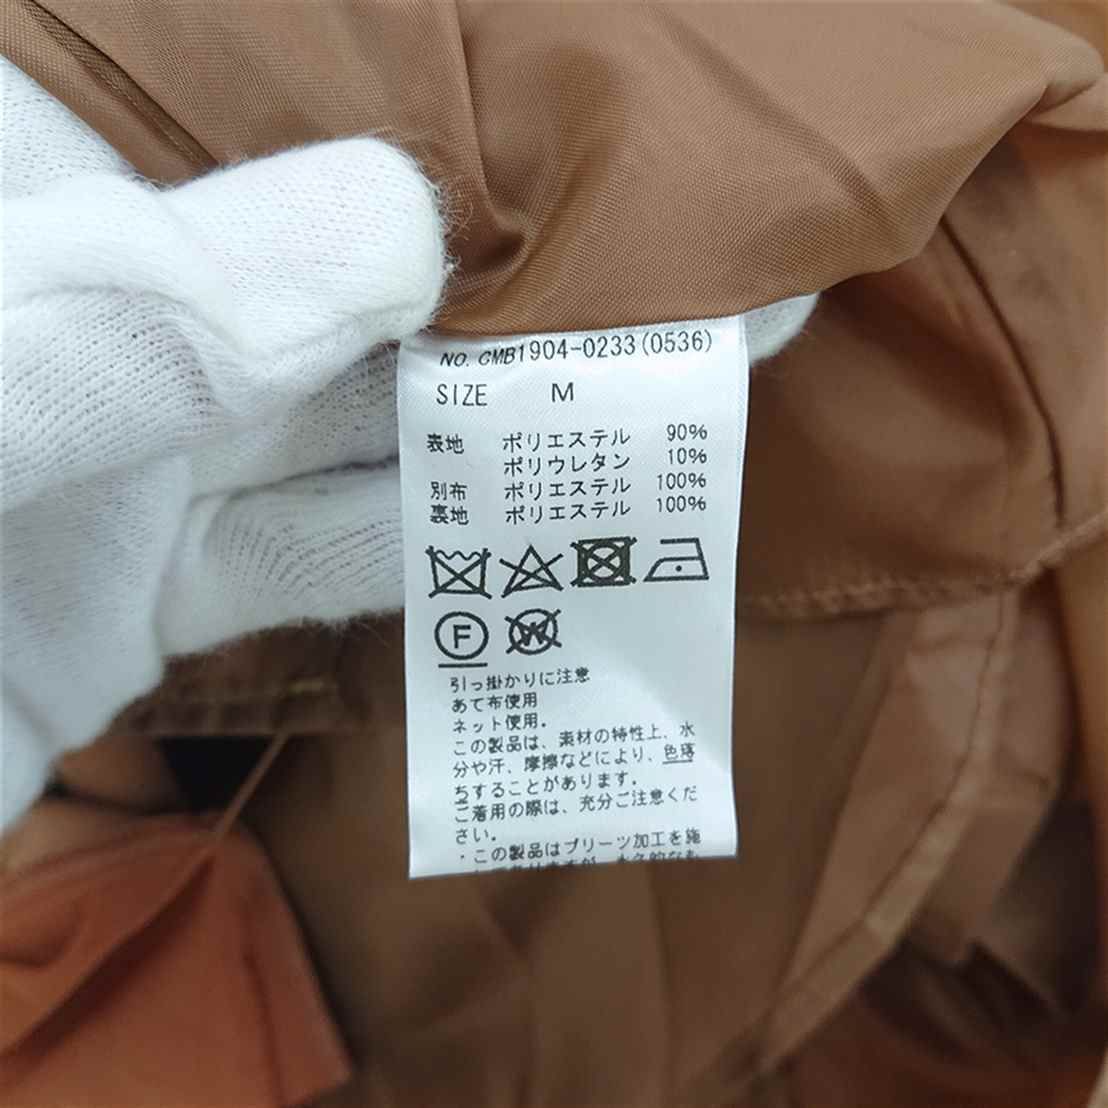 NO. GMB1904-0233(0536)
SIZE M
表地 ポリエステル 90%
ポリウレタン 10%
別布 ポリエステル 100%
裏地 ポリエステル 100%
F
W
引っ掛かりに注意
あて布使用
ネット使用.
この製品は、素材の特性上、水
分や汗、摩擦などにより、色落
ちすることがあります.
ご着用の際は、充分ご注意くだ
さい.
・この製品はプリーツ加工を施